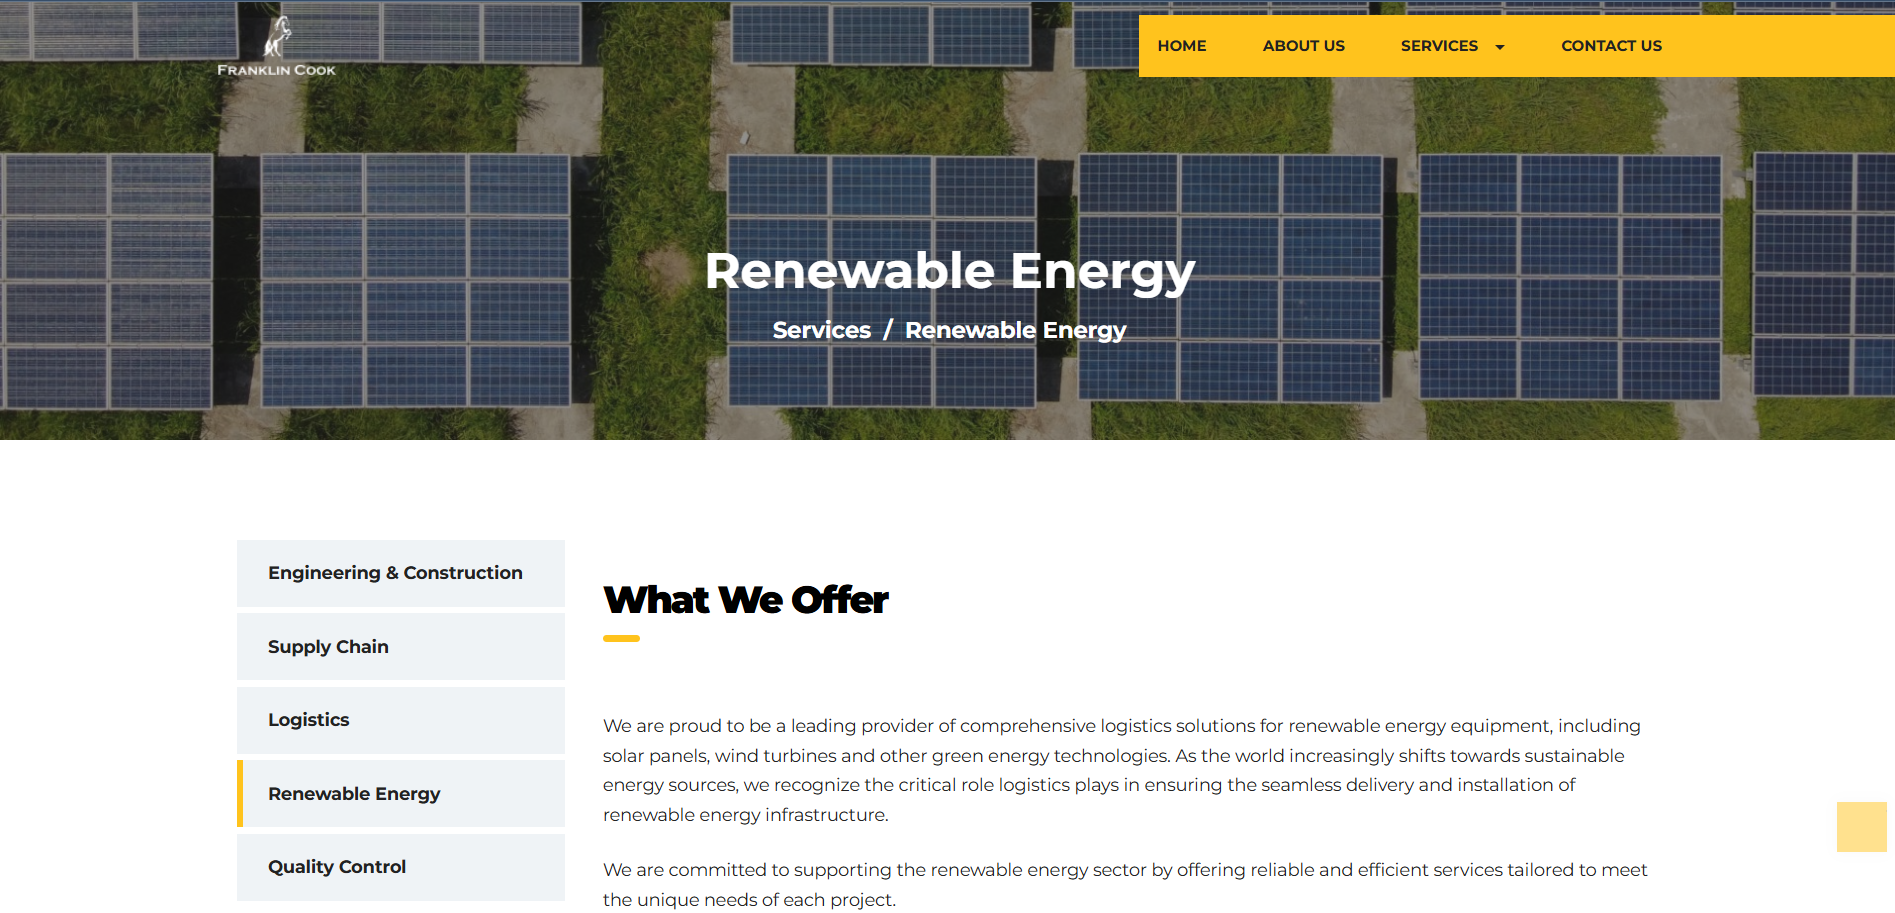 FRANKLIN COOK
HOME
ABOUT US
SERVICES
CONTACT US
Renewable Energy
Services / Renewable Energy
Engineering & Construction
Supply Chain
Logistics
Renewable Energy
Quality Control
What We Offer
We are proud to be a leading provider of comprehensive logistics solutions for renewable energy equipment, including
solar panels, wind turbines and other green energy technologies. As the world increasingly shifts towards sustainable
energy sources, we recognize the critical role logistics plays in ensuring the seamless delivery and installation of
renewable energy infrastructure.
We are committed to supporting the renewable energy sector by offering reliable and efficient services tailored to meet
the unique needs of each project.